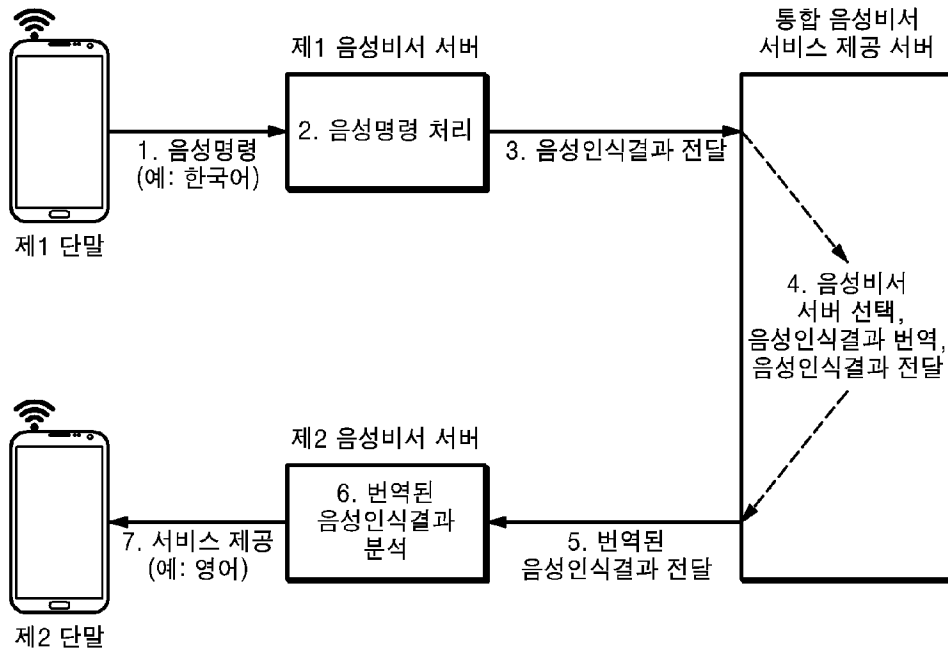 통합 음성비서
서비스 제공 서버
제1 음성비서 서버
2. 음성명령 처리
1. 음성명령
(예: 한국어)
3. 음성인식결과 전달
제1 단말
4. 음성비서
서버 선택,
음성인식결과 번역,
음성인식결과 전달
제2 음성비서 서버
6. 번역된
음성인식결과
분석
7. 서비스 제공
(예: 영어)
5. 번역된
음성인식결과 전달
제2 단말